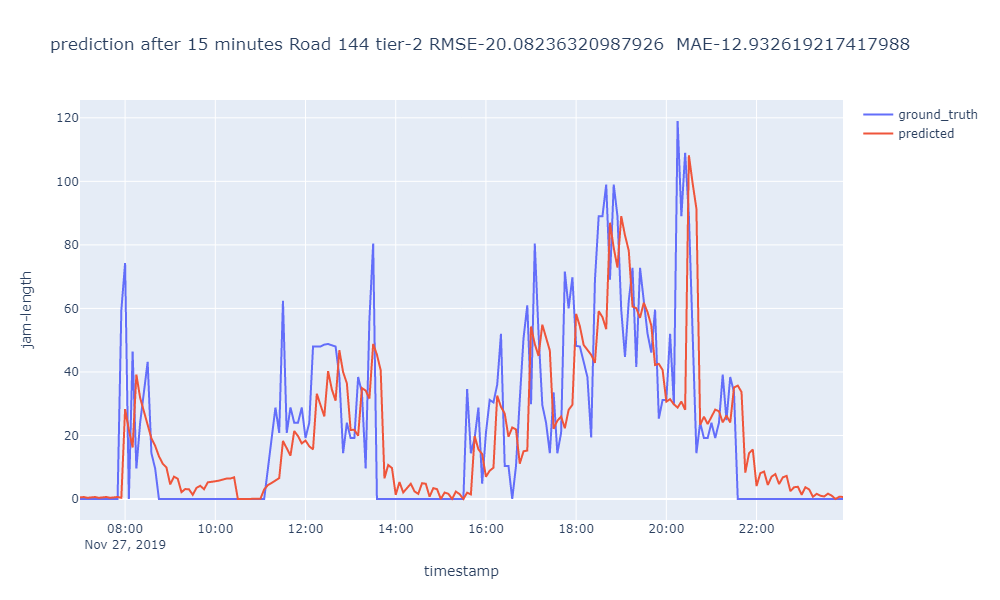 prediction after 15 minutes Road 144 tier-2 RMSE-20.08236320987926  MAE-12.932619217417988
ground_truth
predicted
120
100
80
60
40
20
0
jam-length
08:00 10:00 12:00 14:00 16:00 18:00 20:00 22:00
Nov 27, 2019
timestamp